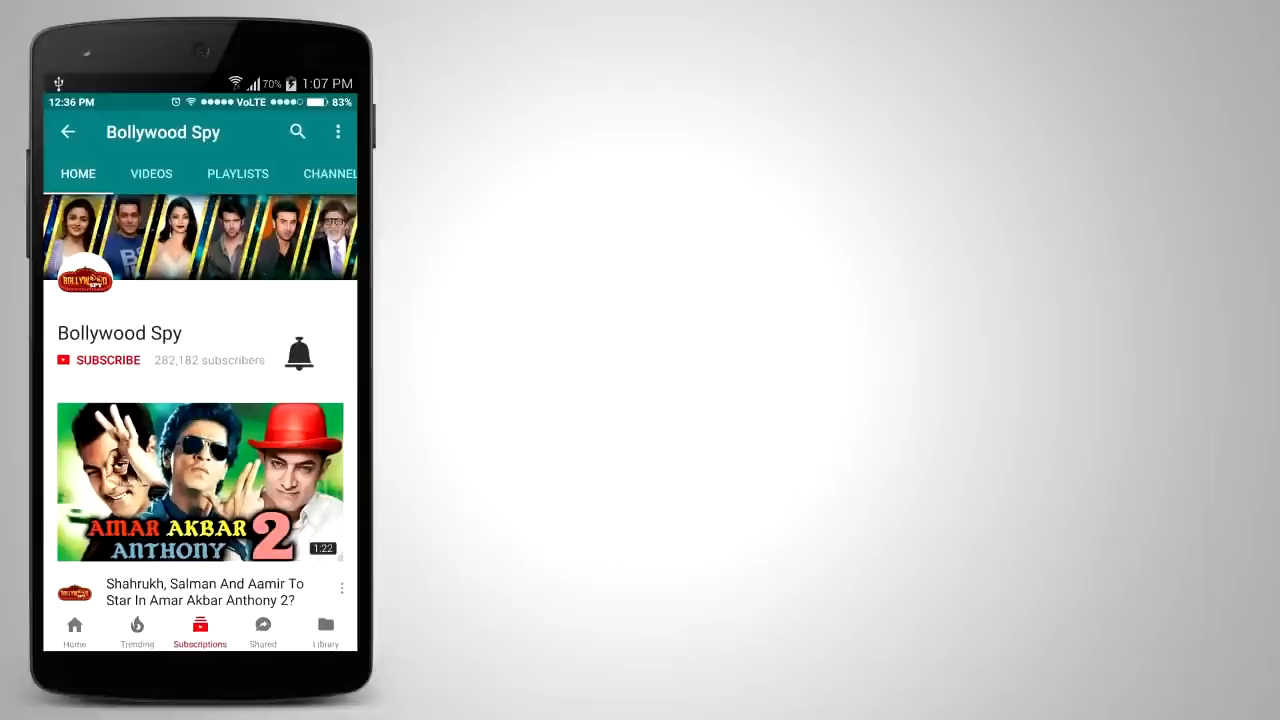 70% 1:07 PM
12:36 PM VoLTE 83%
Bollywood Spy
HOME VIDEOS PLAYLISTS CHANNEL
BOLLYWOOD
SPY
Bollywood Spy
SUBSCRIBE 282,182 subscribers
AMAR AKBAR
ANTHONY 2
1:22
Shahrukh, Salman And Aamir To
Star In Amar Akbar Anthony 2?
Home Trending Subscriptions Shared Library